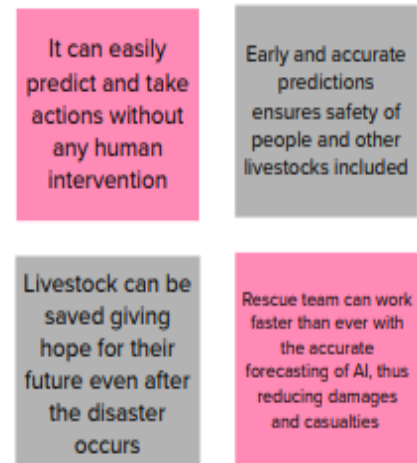 It can easily
predict and take
actions without
any human
intervention
Early and accurate
predictions
ensures safety of
people and other
livestocks included
Livestock can be
saved giving
hope for their
future even after
the disaster
occurs
Rescue team can work
faster than ever with
the accurate
forecasting of AI, thus
reducing damages
and casualties